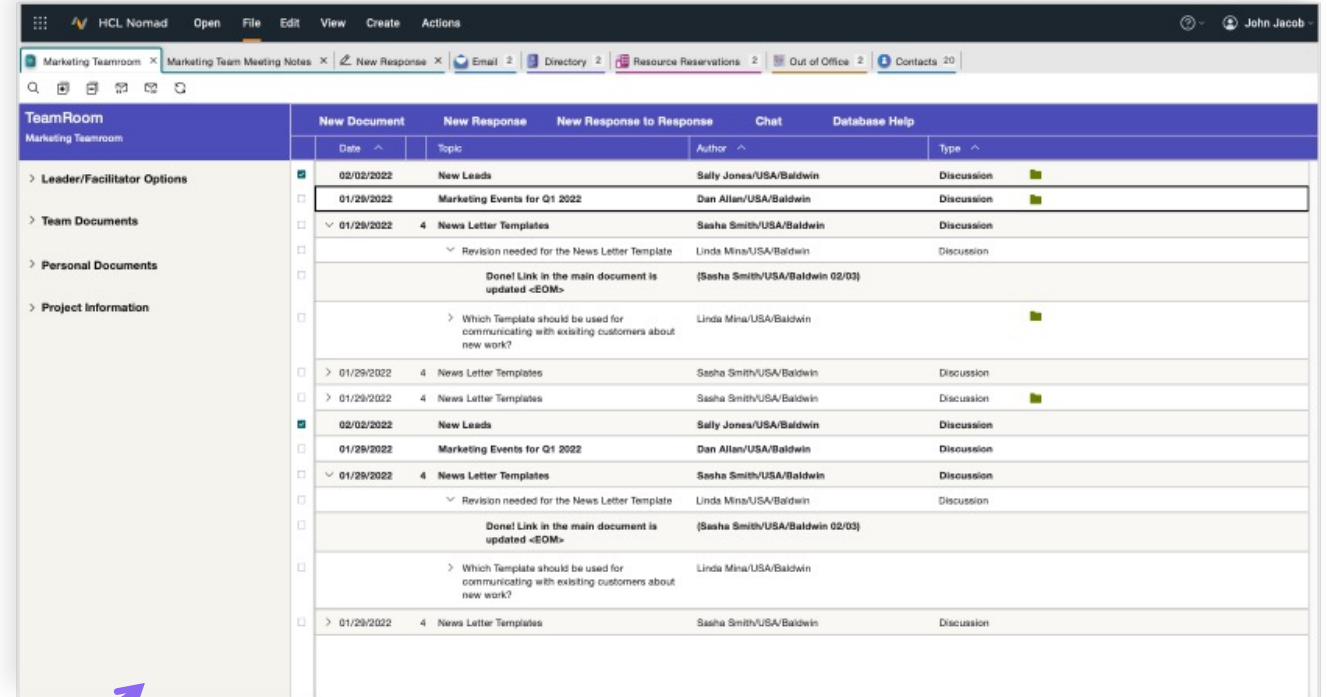 HCL Nomad Open File Edit View Create Actions John Jacob
Marketing Teamroom Marketing Team Meeting Notes New Response Email 2 Directory 2 Resource Reservations 2 Out of Office 2 Contacts 20
TeamRoom
Marketing Teamroom
New Document New Response New Response to Response Chat Database Help
Date Topic Author Type
Leader/Facilitator Options
Team Documents
Personal Documents
Project Information
02/02/2022 New Leads Sally Jones/USA/Baldwin Discussion
01/29/2022 Marketing Events for Q1 2022 Dan Allan/USA/Baldwin Discussion
01/29/2022 4 News Letter Templates Sasha Smith/USA/Baldwin Discussion
Revision needed for the News Letter Template Linda Mina/USA/Baldwin Discussion
Done! Link in the main document is (Sasha Smith/USA/Baldwin 02/03)
updated <EOM>
Which Template should be used for Linda Mina/USA/Baldwin
communicating with exisiting customers about
new work?
01/29/2022 4 News Letter Templates Sasha Smith/USA/Baldwin Discussion
01/29/2022 4 News Letter Templates Sasha Smith/USA/Baldwin Discussion
02/02/2022 New Leads Sally Jones/USA/Baldwin Discussion
01/29/2022 Marketing Events for Q1 2022 Dan Allan/USA/Baldwin Discussion
01/29/2022 4 News Letter Templates Sasha Smith/USA/Baldwin Discussion
Revision needed for the News Letter Template Linda Mina/USA/Baldwin Discussion
Done! Link in the main document is (Sasha Smith/USA/Baldwin 02/03)
updated <EOM>
Which Template should be used for Linda Mina/USA/Baldwin
communicating with exisiting customers about
new work?
01/29/2022 4 News Letter Templates Sasha Smith/USA/Baldwin Discussion